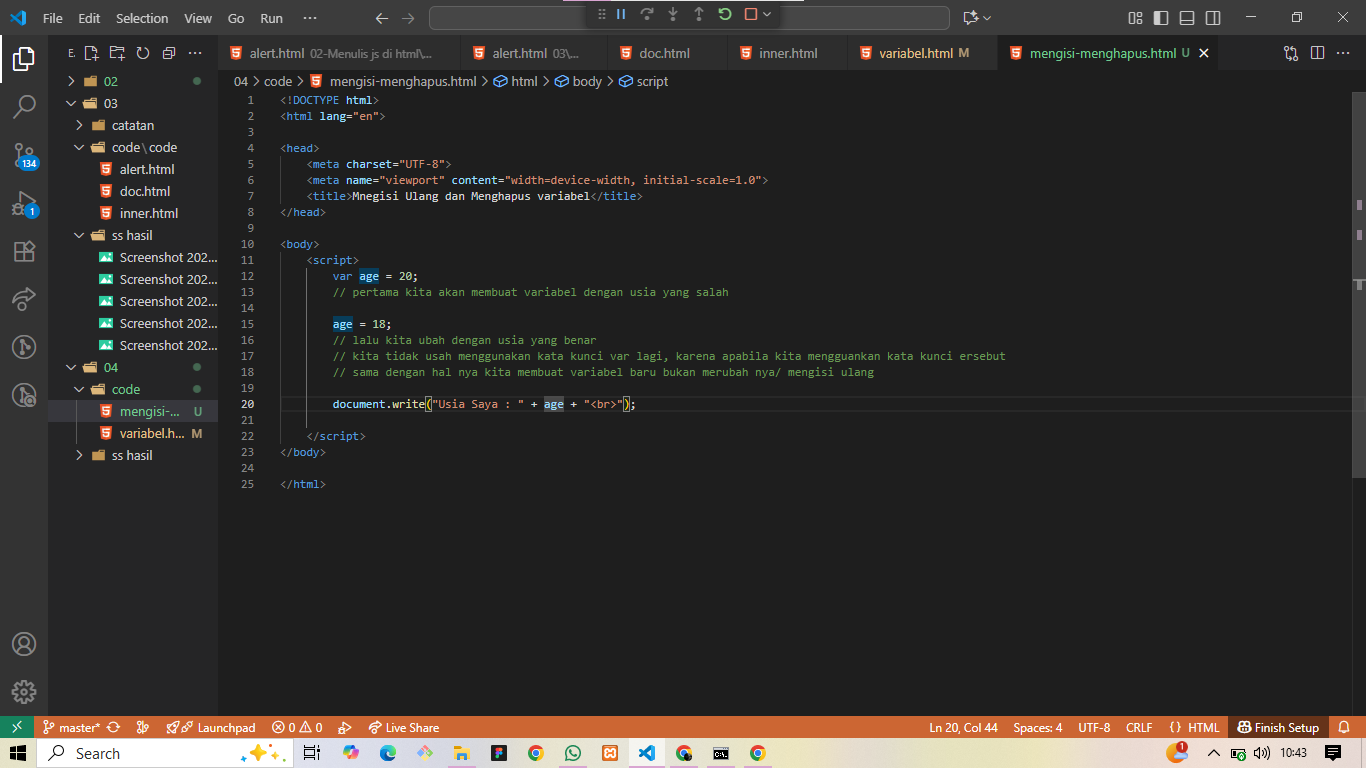 File Edit Selection View Go Run ···
E.
02
03
catatan
code\code
alert.html
doc.html
inner.html
ss hasil
Screenshot 202...
Screenshot 202...
Screenshot 202...
Screenshot 202...
Screenshot 202...
04
code
mengisi-... U
variabel.h... M
ss hasil
134
1
alert.html 02-Menulis js di html\... alert.html 03\... doc.html inner.html variabel.html M mengisi-menghapus.html U
04 > code > mengisi-menghapus.html > html > body > script
1 <!DOCTYPE html>
2 <html lang="en">
3
4 <head>
5 <meta charset="UTF-8">
6 <meta name="viewport" content="width=device-width, initial-scale=1.0">
7 <title>Mnegisi Ulang dan Menghapus variabel</title>
8 </head>
9
10 <body>
11 <script>
12 var age = 20;
13 // pertama kita akan membuat variabel dengan usia yang salah
14
15 age = 18;
16 // lalu kita ubah dengan usia yang benar
17 // kita tidak usah menggunakan kata kunci var lagi, karena apabila kita mengguankan kata kunci ersebut
18 // sama dengan hal nya kita membuat variabel baru bukan merubah nya/ mengisi ulang
19
20 document.write("Usia Saya : " + age + "<br>");
21
22 </script>
23 </body>
24
25 </html>
master* Launchpad 0 0 Live Share Ln 20, Col 44 Spaces: 4 UTF-8 CRLF {} HTML Finish Setup
Search 1 10:43